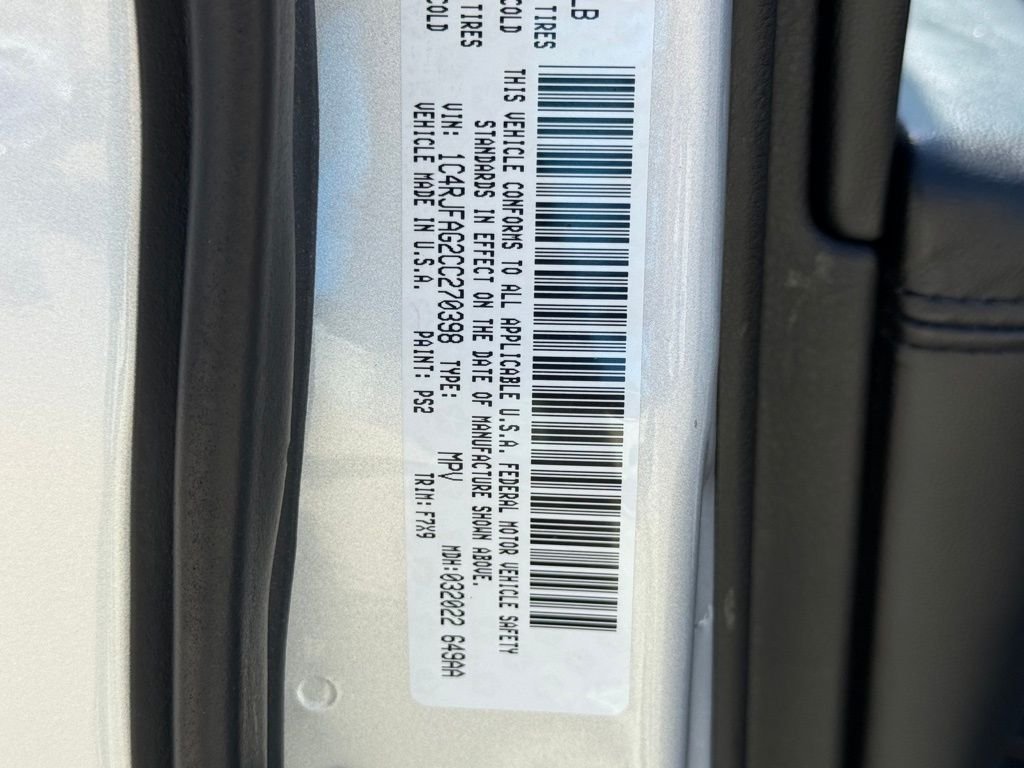 LB
TIRES
COLD
TIRES
COLD
THIS VEHICLE CONFORMS TO ALL APPLICABLE U.S.A. FEDERAL MOTOR VEHICLE SAFETY
STANDARDS IN EFFECT ON THE DATE OF MANUFACTURE SHOWN ABOVE.
VIN: 1C4RJFAG2CC270398 TYPE: MPV MDH:032022 649AA
VEHICLE MADE IN U.S.A. PAINT: PS2 TRIM: F7X9